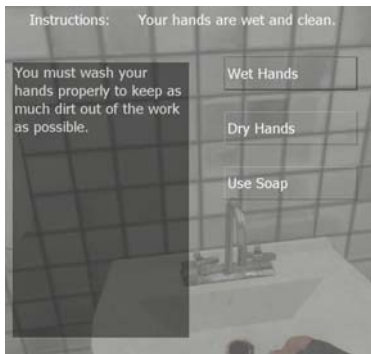 Instructions: Your hands are wet and clean.
You must wash your
hands properly to keep as
much dirt out of the work
as possible.
Wet Hands
Dry Hands
Use Soap